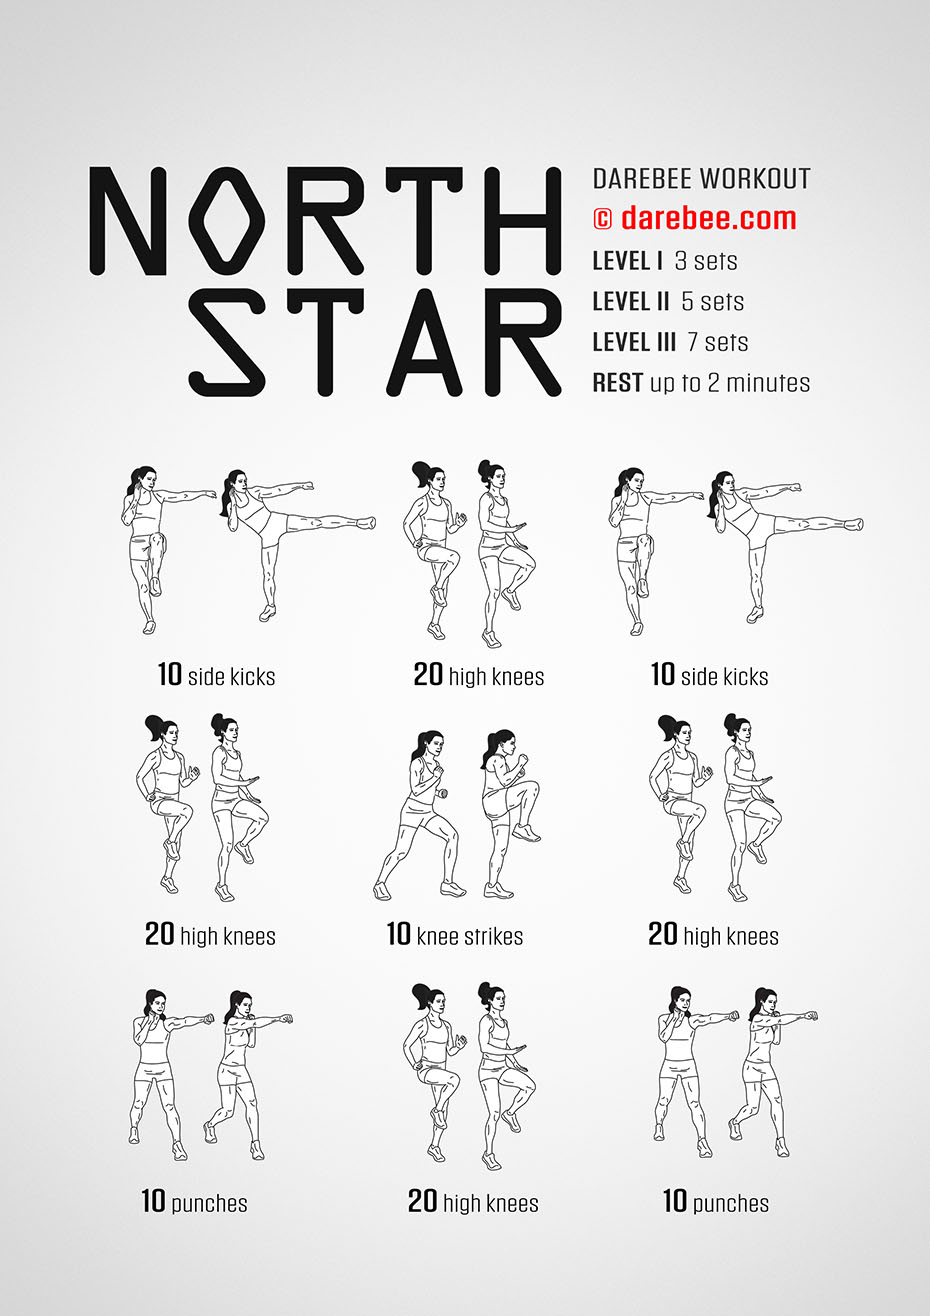 NORTH
STAR
DAREBEE WORKOUT
© darebee.com
LEVEL I 3 sets
LEVEL II 5 sets
LEVEL III 7 sets
REST up to 2 minutes
10 side kicks
20 high knees
10 side kicks
20 high knees
10 knee strikes
20 high knees
10 punches
20 high knees
10 punches